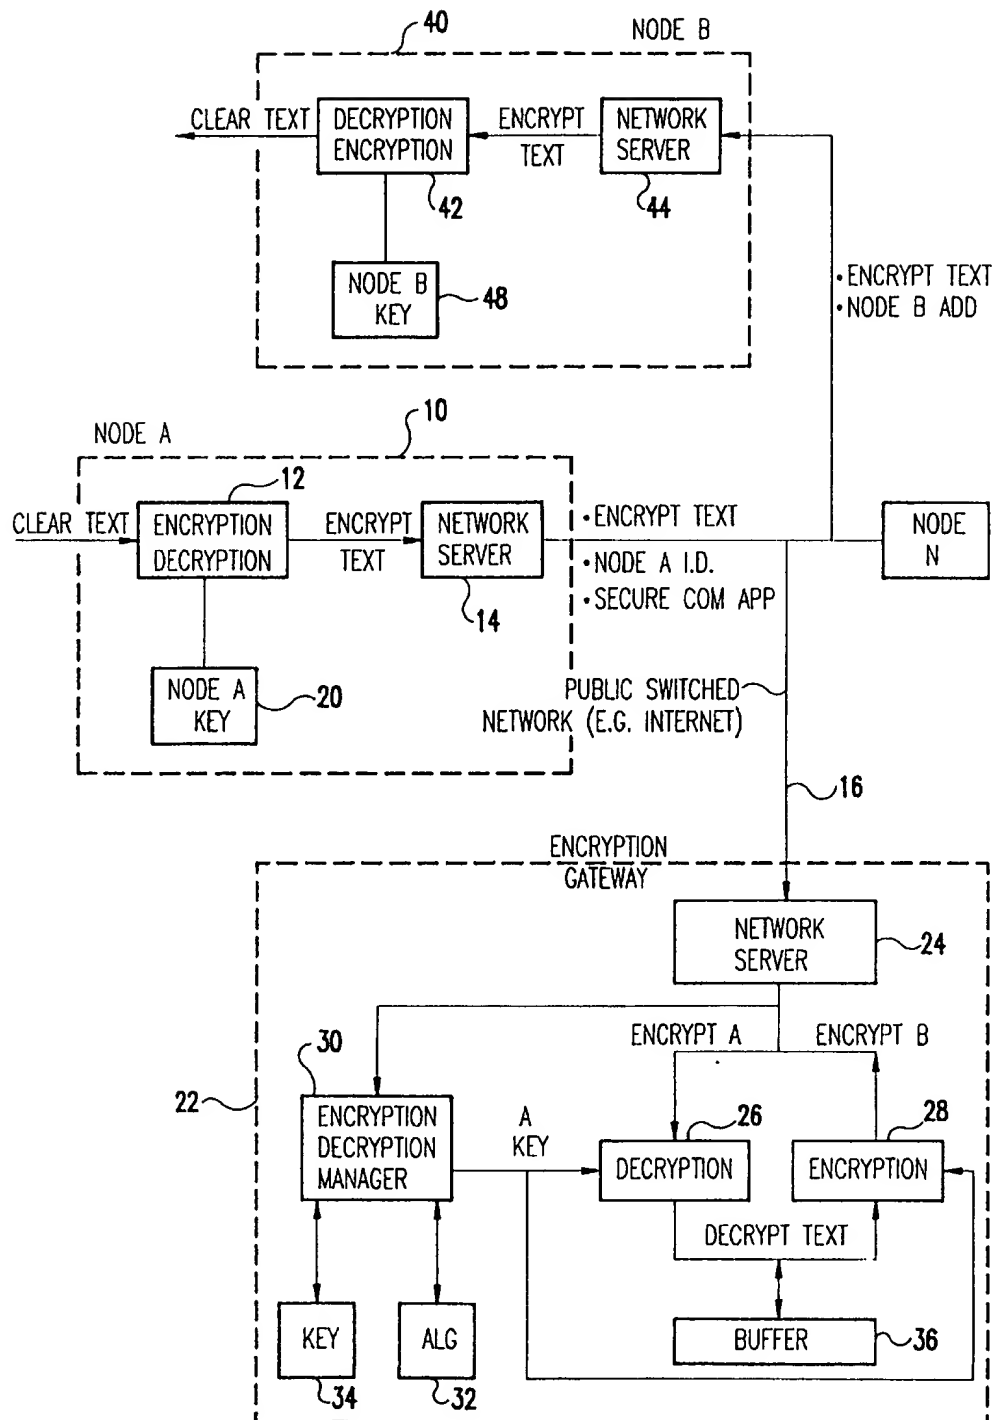 40
NODE B
CLEAR TEXT
DECRYPTION
ENCRYPTION
ENCRYPT
TEXT
NETWORK
SERVER
42
44
NODE B
KEY
48
• ENCRYPT TEXT
• NODE B ADD
10
NODE A
12
CLEAR TEXT
ENCRYPTION
DECRYPTION
ENCRYPT
TEXT
NETWORK
SERVER
14
• ENCRYPT TEXT
• NODE A I.D.
• SECURE COM APP
NODE
N
NODE A
KEY
20
PUBLIC SWITCHED
NETWORK (E.G. INTERNET)
16
ENCRYPTION
GATEWAY
NETWORK
SERVER
24
ENCRYPT A
ENCRYPT B
30
22
ENCRYPTION
DECRYPTION
MANAGER
A
KEY
26
DECRYPTION
28
ENCRYPTION
DECRYPT TEXT
KEY
34
ALG
32
BUFFER
36